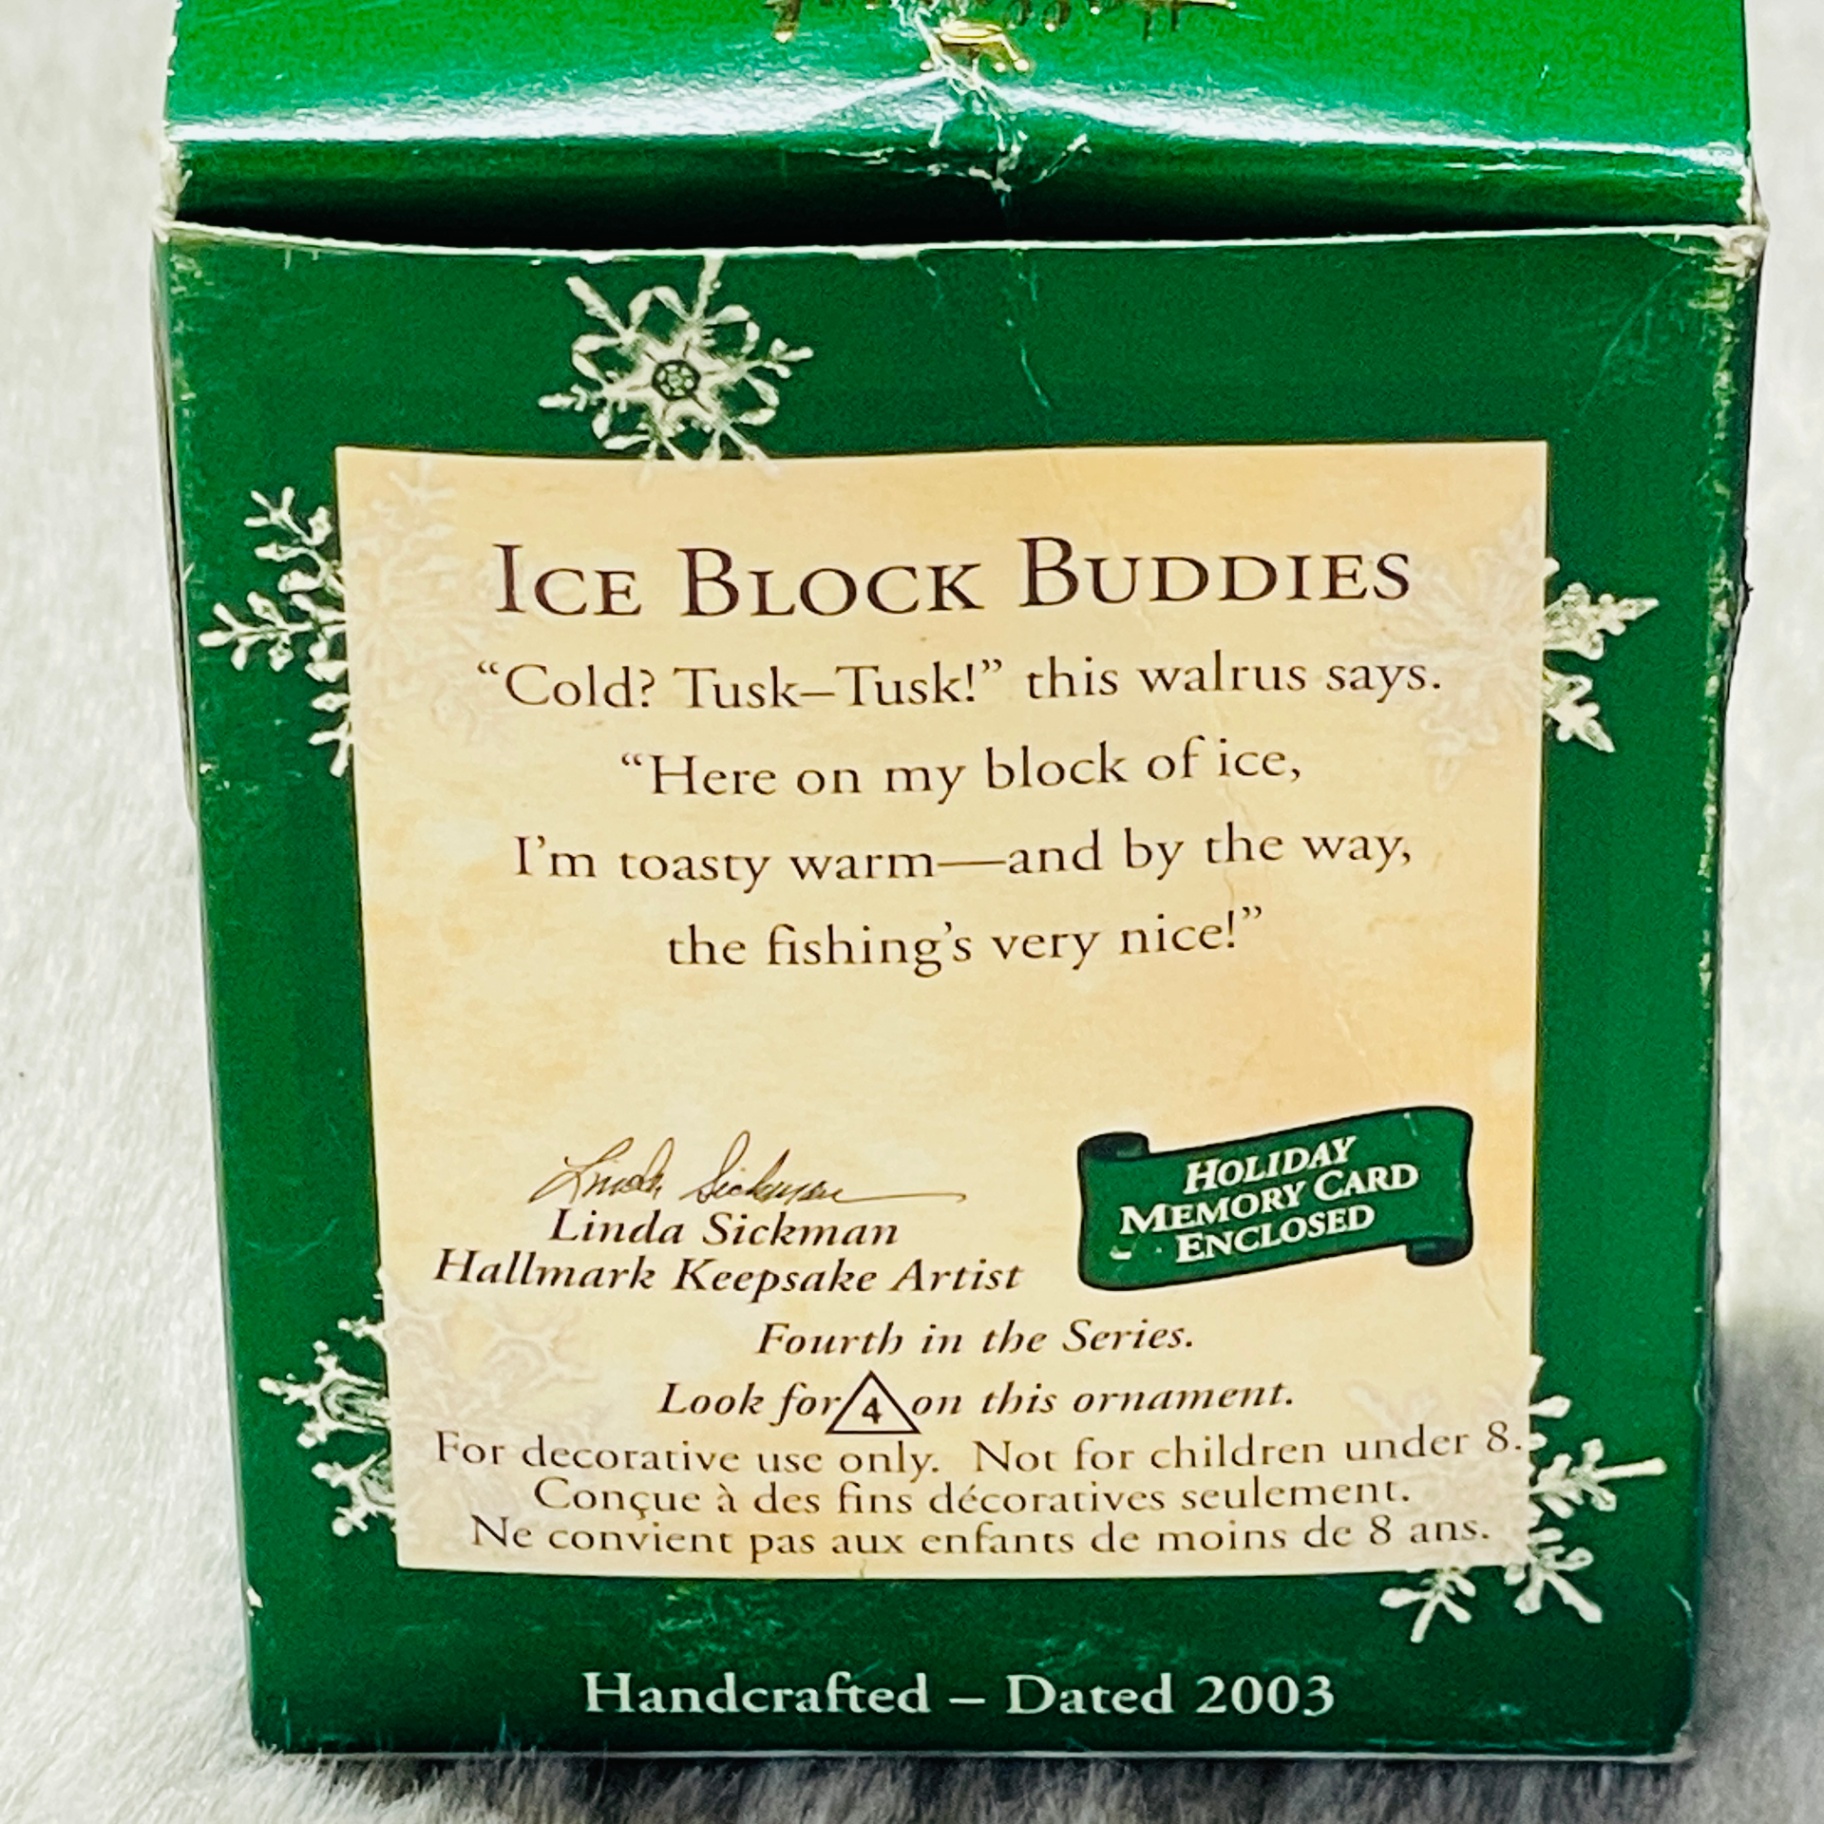 ICE BLOCK BUDDIES
“Cold? Tusk–Tusk!” this walrus says.
“Here on my block of ice,
I’m toasty warm—and by the way,
the fishing’s very nice!”
Linda Sickman
Linda Sickman
Hallmark Keepsake Artist
HOLIDAY
MEMORY CARD
ENCLOSED
Fourth in the Series.
Look for 4 on this ornament.
For decorative use only. Not for children under 8.
Conçue à des fins décoratives seulement.
Ne convient pas aux enfants de moins de 8 ans.
Handcrafted – Dated 2003